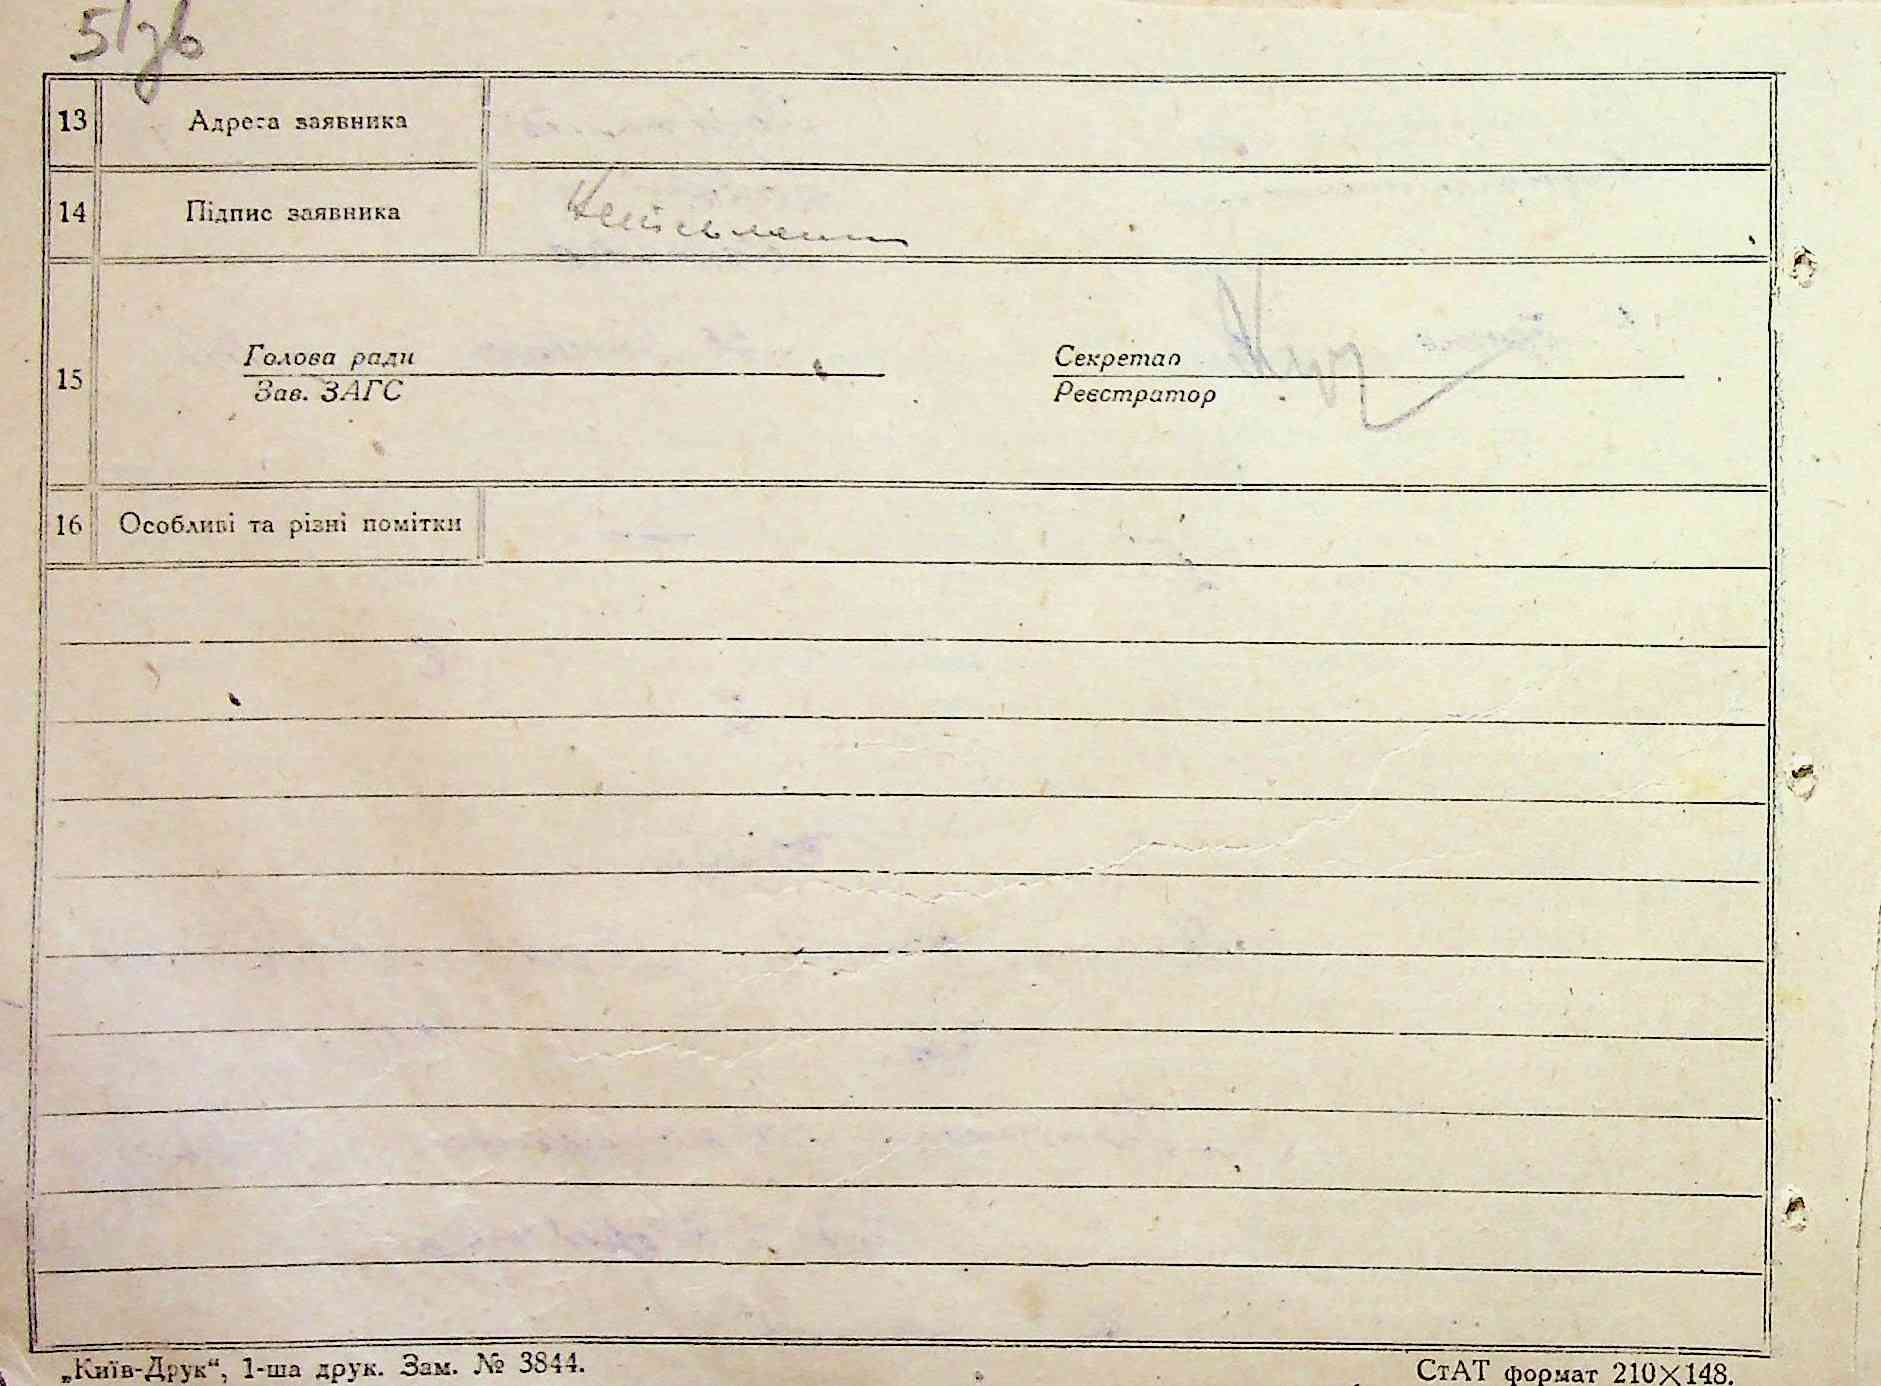 51зв
13 Адреса заявника
14 Підпис заявника
15 Голова ради Секретар
Зав. ЗАГС Реєстратор
16 Особливі та різні помітки
„Київ-Друк“, 1-ша друк. Зам. № 3844. СтАТ формат 210×148.